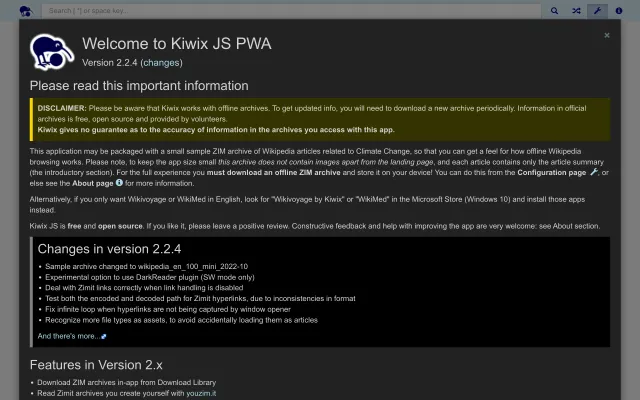 Search [.*] or space key...
×
Welcome to Kiwix JS PWA
Version 2.2.4 (changes)
Please read this important information
DISCLAIMER: Please be aware that Kiwix works with offline archives. To get updated info, you will need to download a new archive periodically. Information in official
archives is free, open source and provided by volunteers.
Kiwix gives no guarantee as to the accuracy of information in the archives you access with this app.
This application may be packaged with a small sample ZIM archive of Wikipedia articles related to Climate Change, so that you can get a feel for how offline Wikipedia
browsing works. Please note, to keep the app size small this archive does not contain images apart from the landing page, and each article contains only the article summary
(the introductory section). For the full experience you must download an offline ZIM archive and store it on your device! You can do this from the Configuration page , or
else see the About page for more information.
Alternatively, if you only want Wikivoyage or WikiMed in English, look for "Wikivoyage by Kiwix" or "WikiMed" in the Microsoft Store (Windows 10) and install those apps
instead.
Kiwix JS is free and open source. If you like it, please leave a positive review. Constructive feedback and help with improving the app are very welcome: see About section.
Changes in version 2.2.4
• Sample archive changed to wikipedia_en_100_mini_2022-10
• Experimental option to use DarkReader plugin (SW mode only)
• Deal with Zimit links correctly when link handling is disabled
• Test both the encoded and decoded path for Zimit hyperlinks, due to inconsistencies in format
• Fix infinite loop when hyperlinks are not being captured by window opener
• Recognize more file types as assets, to avoid accidentally loading them as articles
And there's more...
Features in Version 2.x
• Download ZIM archives in-app from Download Library
• Read Zimit archives you create yourself with youzim.it